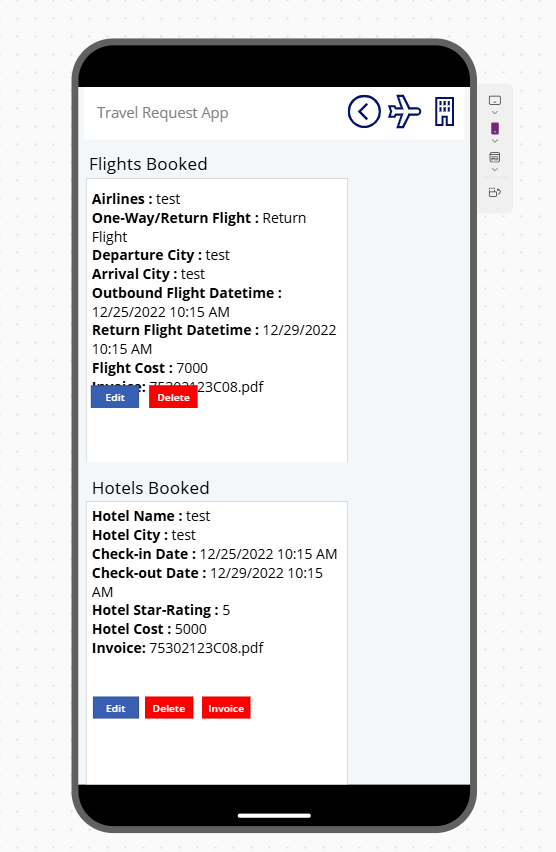 Travel Request App
Flights Booked
Airlines : test
One-Way/Return Flight : Return
Flight
Departure City : test
Arrival City : test
Outbound Flight Datetime :
12/25/2022 10:15 AM
Return Flight Datetime : 12/29/2022
10:15 AM
Flight Cost : 7000
Invoice: 75302123C08.pdf
Edit Delete
Hotels Booked
Hotel Name : test
Hotel City : test
Check-in Date : 12/25/2022 10:15 AM
Check-out Date : 12/29/2022 10:15
AM
Hotel Star-Rating : 5
Hotel Cost : 5000
Invoice: 75302123C08.pdf
Edit Delete Invoice